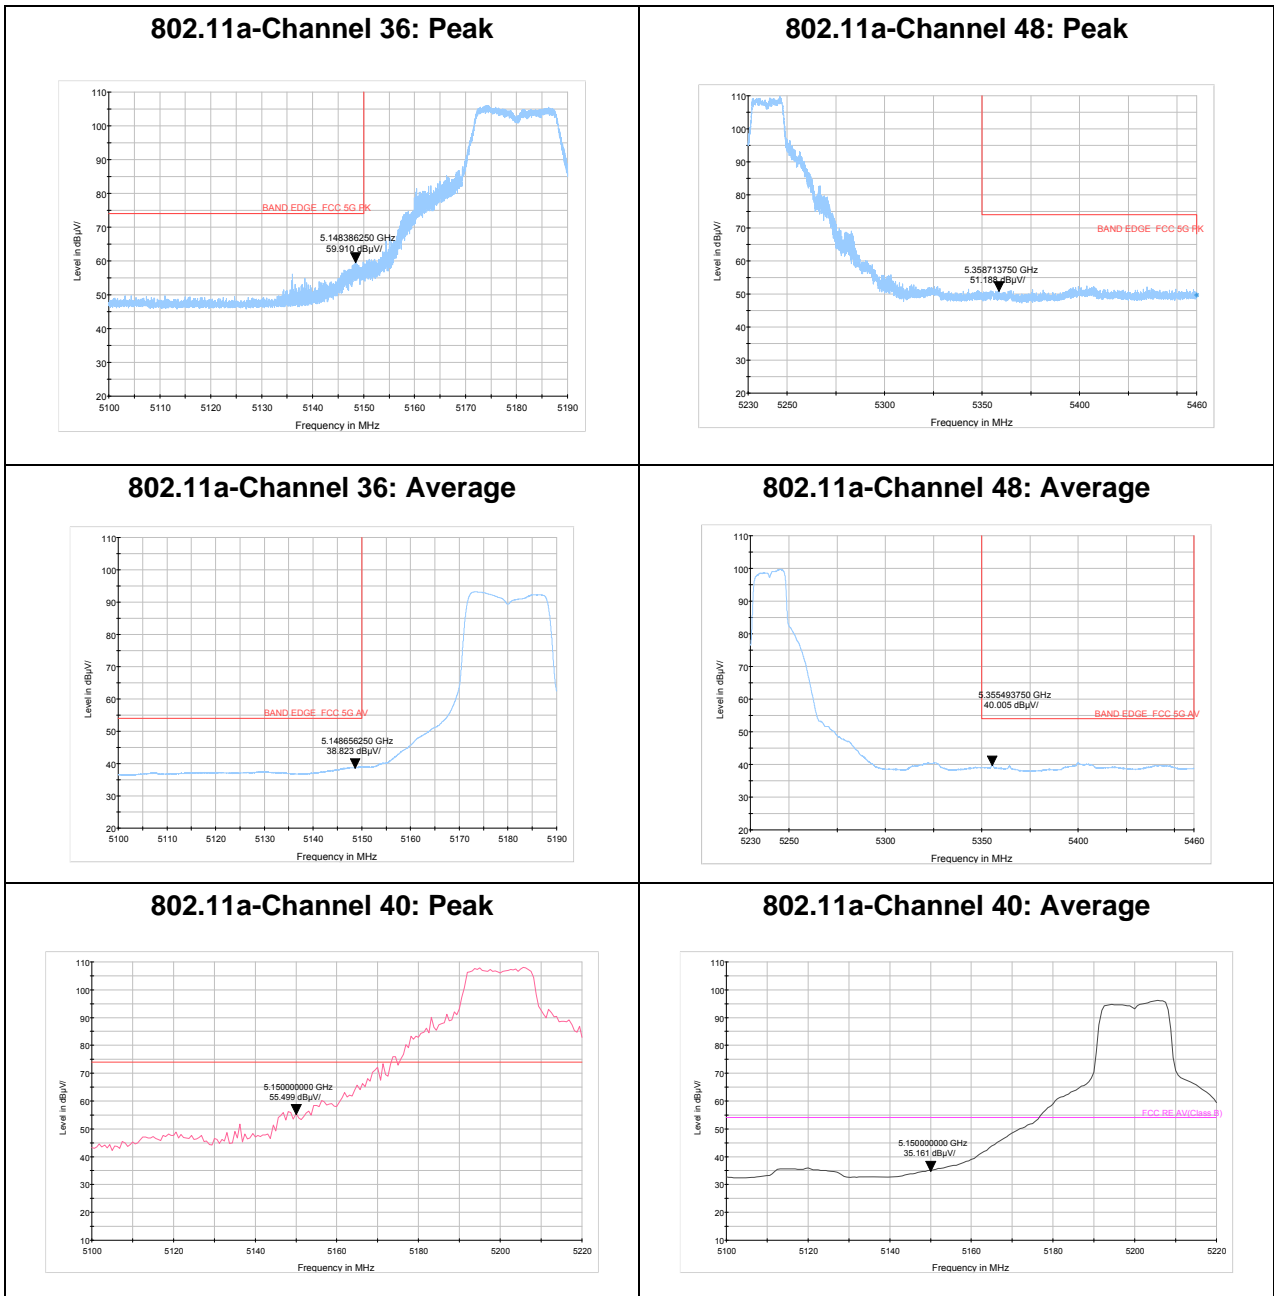 802.11a-Channel 36: Peak
Level in dBµV/
110
100
90
80
70
60
50
40
30
20
BAND EDGE FCC 5G PK
5.148386250 GHz
59.910 dBµV/
5100 5110 5120 5130 5140 5150 5160 5170 5180 5190
Frequency in MHz
802.11a-Channel 48: Peak
Level in dBµV/
110
100
90
80
70
60
50
40
30
20
BAND EDGE FCC 5G PK
5.358713750 GHz
51.188 dBµV/
5230 5250 5300 5350 5400 5460
Frequency in MHz
802.11a-Channel 36: Average
Level in dBµV/
110
100
90
80
70
60
50
40
30
20
BAND EDGE FCC 5G AV
5.148656250 GHz
38.823 dBµV/
5100 5110 5120 5130 5140 5150 5160 5170 5180 5190
Frequency in MHz
802.11a-Channel 48: Average
Level in dBµV/
110
100
90
80
70
60
50
40
30
20
5.355493750 GHz
40.005 dBµV/
BAND EDGE FCC 5G AV
5230 5250 5300 5350 5400 5460
Frequency in MHz
802.11a-Channel 40: Peak
Level in dBµV/
110
100
90
80
70
60
50
40
30
20
10
5.150000000 GHz
55.499 dBµV/
5100 5120 5140 5160 5180 5200 5220
Frequency in MHz
802.11a-Channel 40: Average
Level in dBµV/
110
100
90
80
70
60
50
40
30
20
10
FCC RE AV(Class B)
5.150000000 GHz
35.161 dBµV/
5100 5120 5140 5160 5180 5200 5220
Frequency in MHz